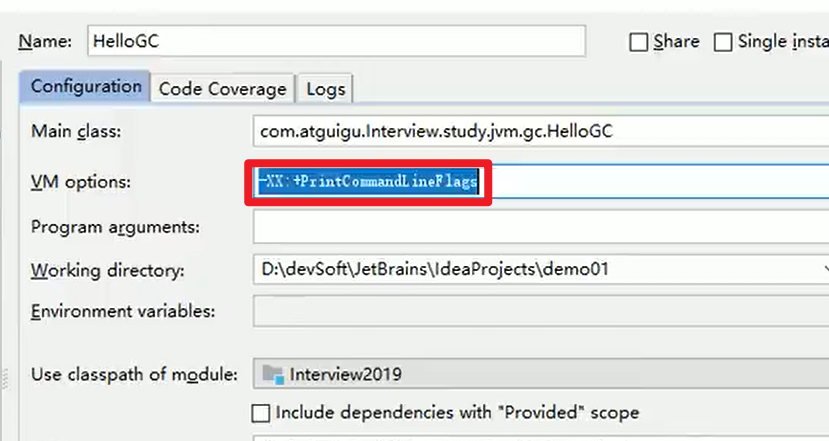 Name: HelloGC Share Single insta
Configuration Code Coverage Logs
Main class: com.atguigu.Interview.study.jvm.gc.HelloGC
VM options: -XX:+PrintCommandLineFlags
Program arguments:
Working directory: D:\devSoft\JetBrains\IdeaProjects\demo01
Environment variables:
Use classpath of module: Interview2019
Include dependencies with "Provided" scope